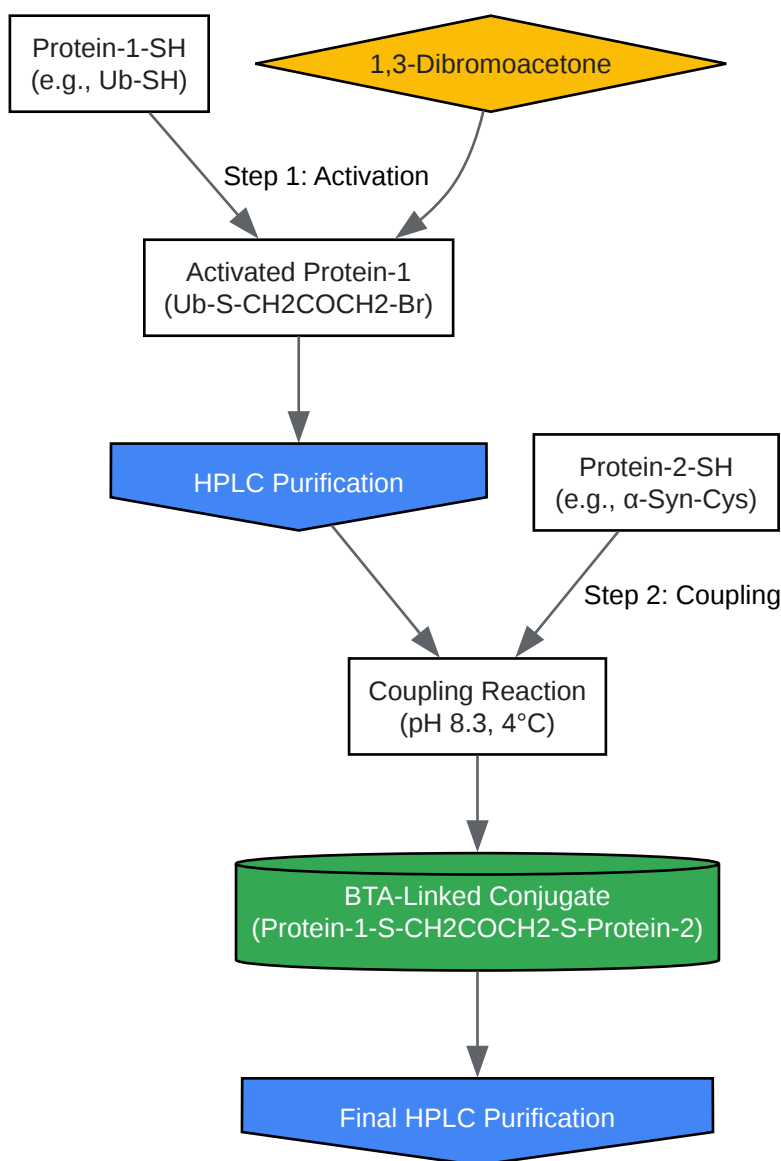 Protein-1-SH
(e.g., Ub-SH)
1,3-Dibromoacetone
Step 1: Activation
Activated Protein-1
(Ub-S-CH2COCH2-Br)
HPLC Purification
Protein-2-SH
(e.g., α-Syn-Cys)
Step 2: Coupling
Coupling Reaction
(pH 8.3, 4°C)
BTA-Linked Conjugate
(Protein-1-S-CH2COCH2-S-Protein-2)
Final HPLC Purification